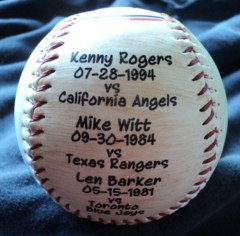 Kenny Rogers
07-28-1994
vs
California Angels
Mike Witt
09-30-1984
vs
Texas Rangers
Len Barker
05-15-1981
vs
Toronto
Blue Jays